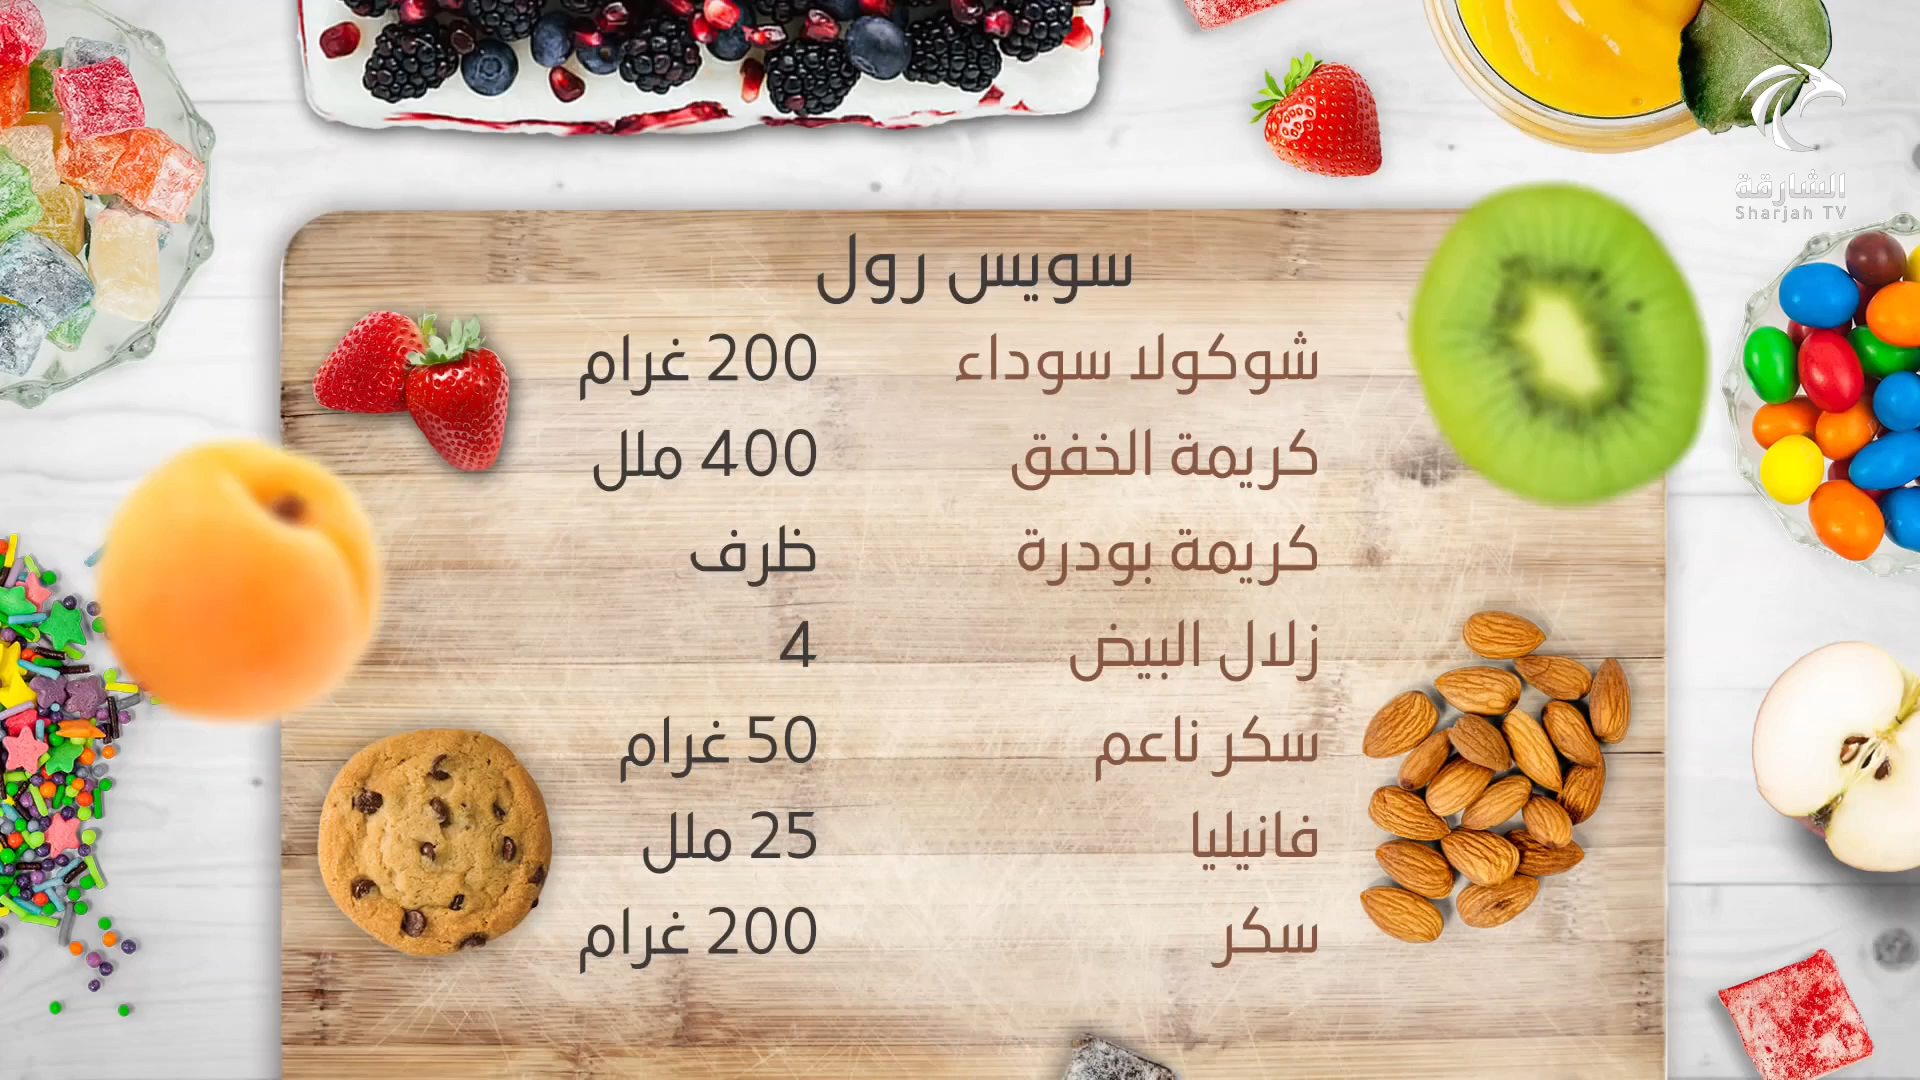 الشارقة
Sharjah TV
سويس رول
شوكولا سوداء 200 غرام
كريمة الخفق 400 ملل
كريمة بودرة ظرف
زلال البيض 4
سكر ناعم 50 غرام
فانيليا 25 ملل
سكر 200 غرام